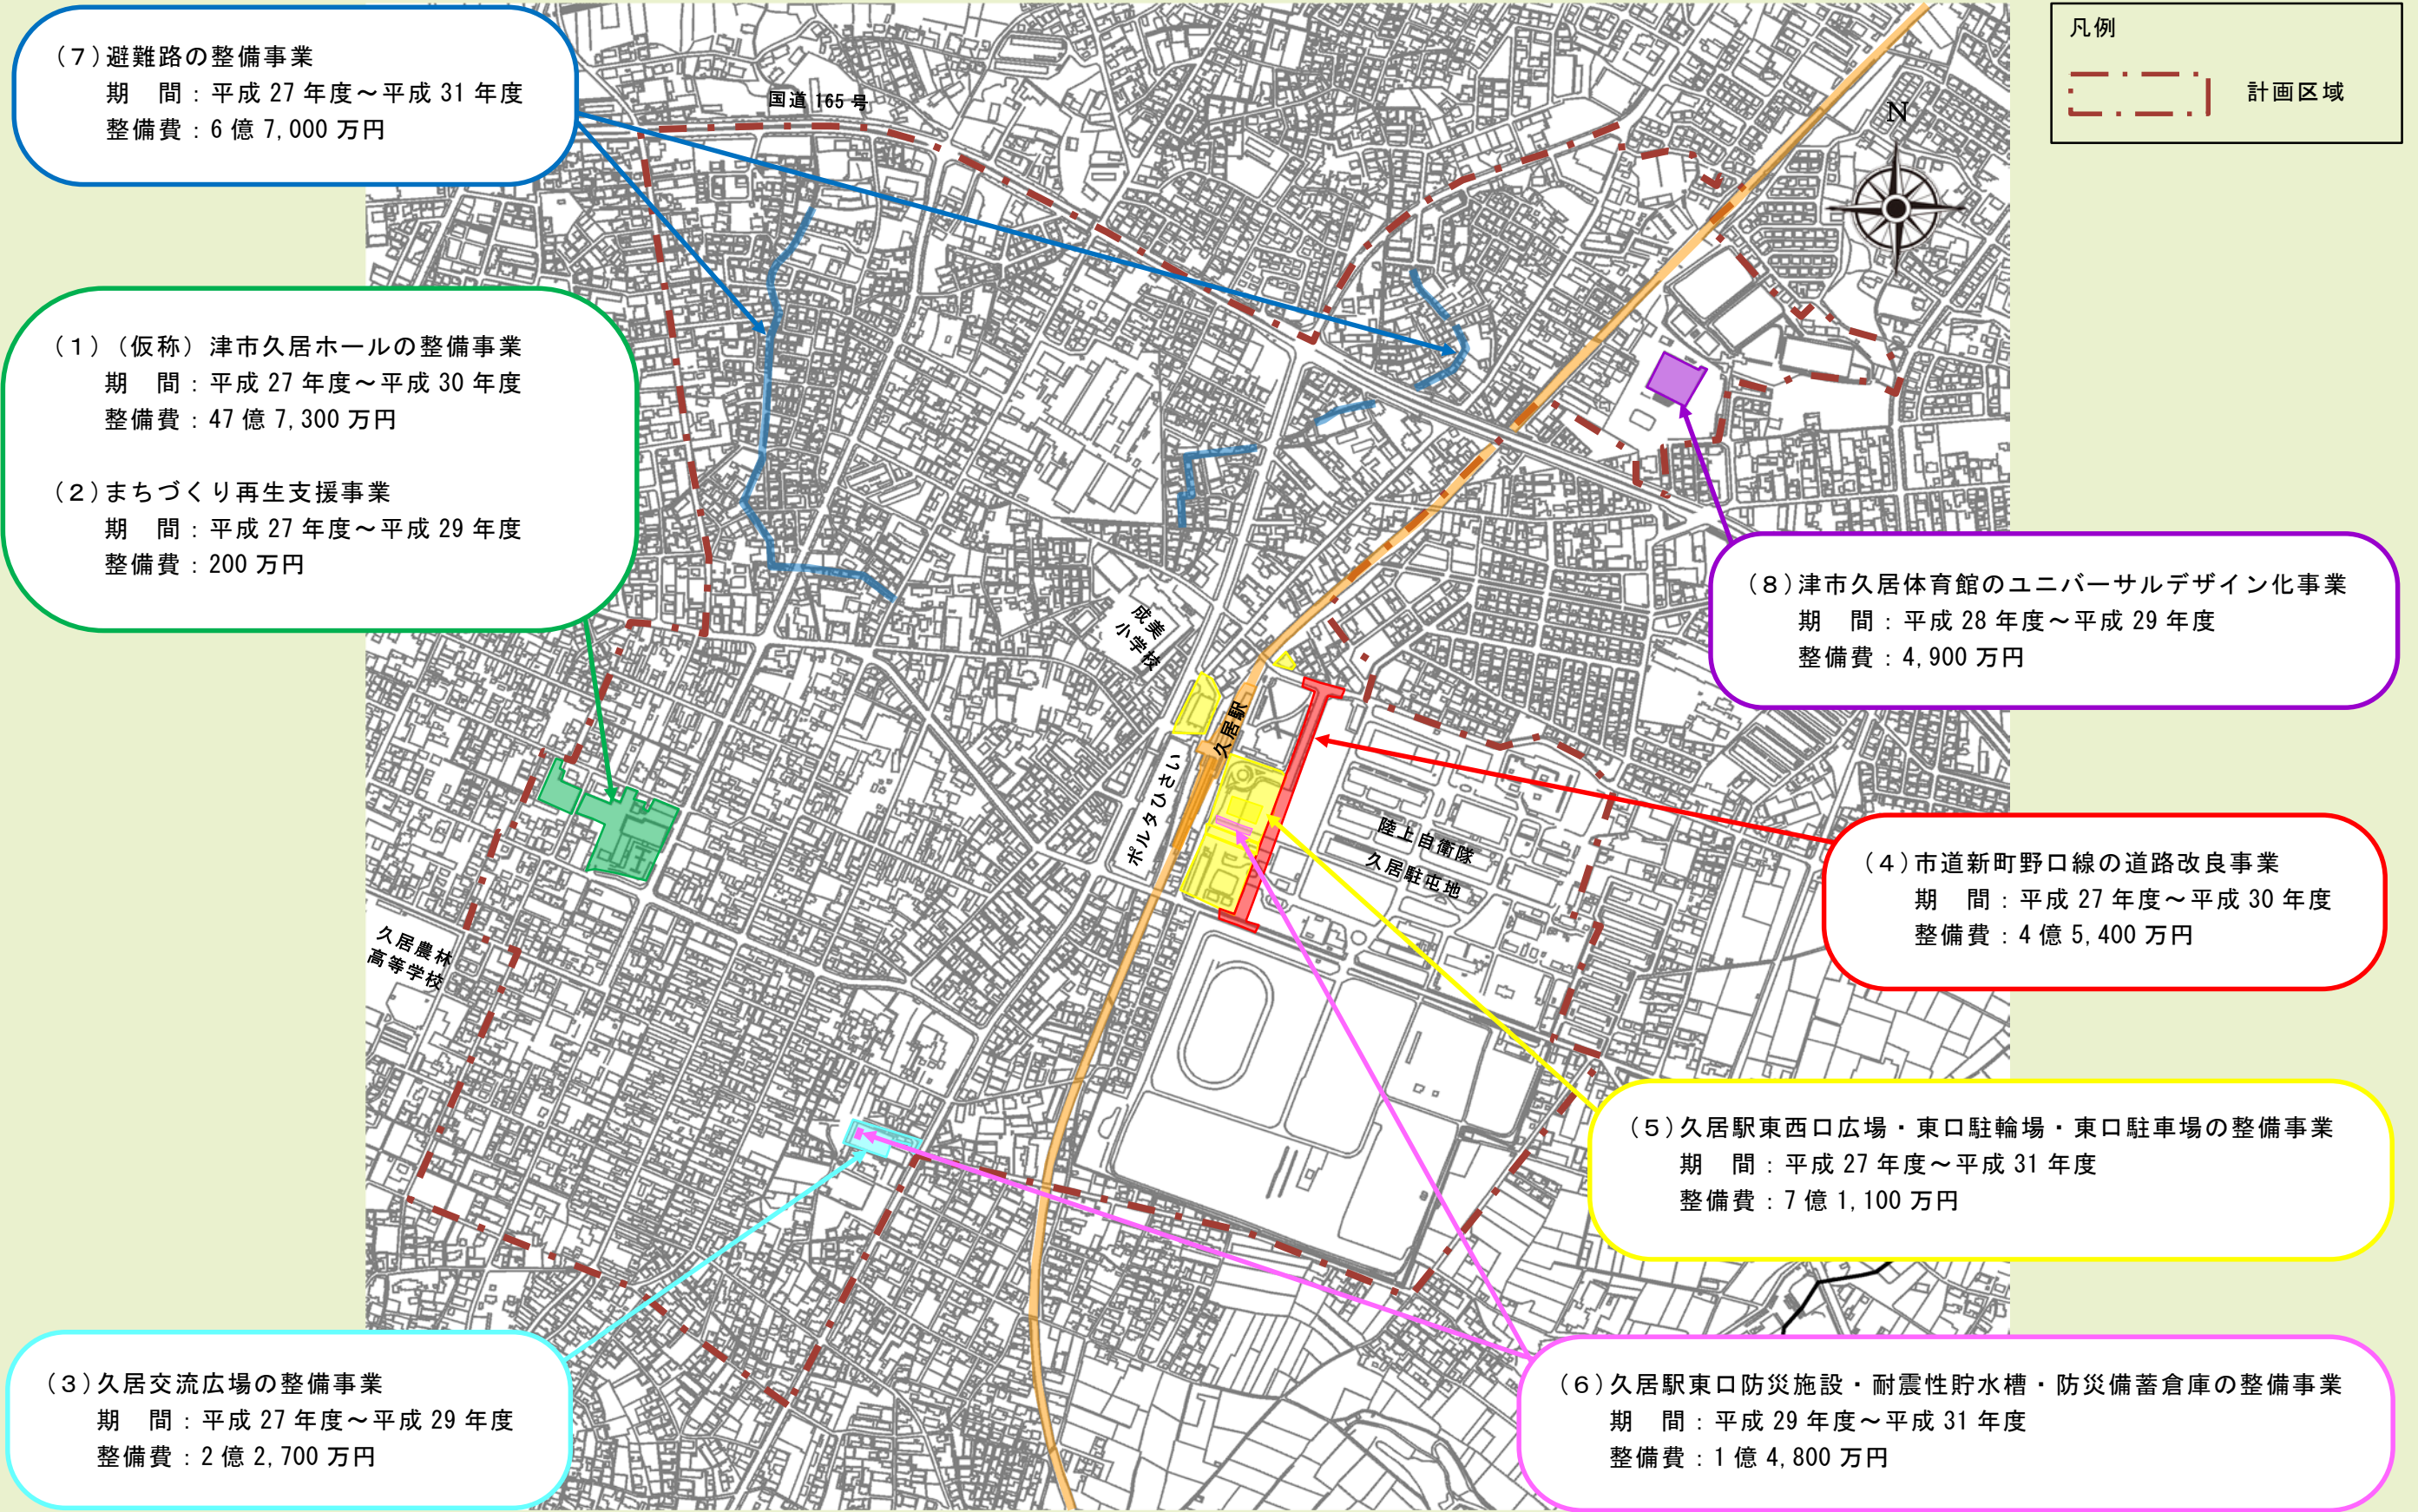 (7)避難路の整備事業
期　間：平成 27 年度～平成 31 年度
整備費：6 億 7,000 万円
国道 165 号
凡例
計画区域
N
(1)（仮称）津市久居ホールの整備事業
期　間：平成 27 年度～平成 30 年度
整備費：47 億 7,300 万円
(2)まちづくり再生支援事業
期　間：平成 27 年度～平成 29 年度
整備費：200 万円
成美
小学校
(8)津市久居体育館のユニバーサルデザイン化事業
期　間：平成 28 年度～平成 29 年度
整備費：4,900 万円
久居駅
ポルタひさい
陸上自衛隊
久居駐屯地
(4)市道新町野口線の道路改良事業
期　間：平成 27 年度～平成 30 年度
整備費：4 億 5,400 万円
久居農林
高等学校
(5)久居駅東西口広場・東口駐輪場・東口駐車場の整備事業
期　間：平成 27 年度～平成 31 年度
整備費：7 億 1,100 万円
(3)久居交流広場の整備事業
期　間：平成 27 年度～平成 29 年度
整備費：2 億 2,700 万円
(6)久居駅東口防災施設・耐震性貯水槽・防災備蓄倉庫の整備事業
期　間：平成 29 年度～平成 31 年度
整備費：1 億 4,800 万円